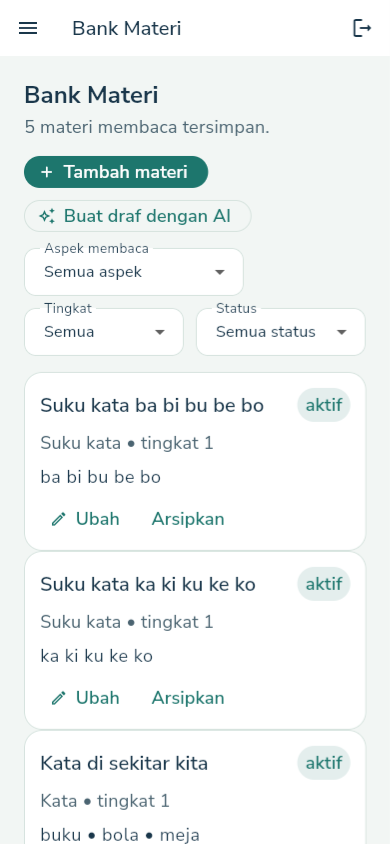 Bank Materi
Bank Materi
5 materi membaca tersimpan.
+ Tambah materi
Buat draf dengan AI
Aspek membaca
Semua aspek
Tingkat
Semua
Status
Semua status
Suku kata ba bi bu be bo
aktif
Suku kata • tingkat 1
ba bi bu be bo
Ubah
Arsipkan
Suku kata ka ki ku ke ko
aktif
Suku kata • tingkat 1
ka ki ku ke ko
Ubah
Arsipkan
Kata di sekitar kita
aktif
Kata • tingkat 1
buku • bola • meja